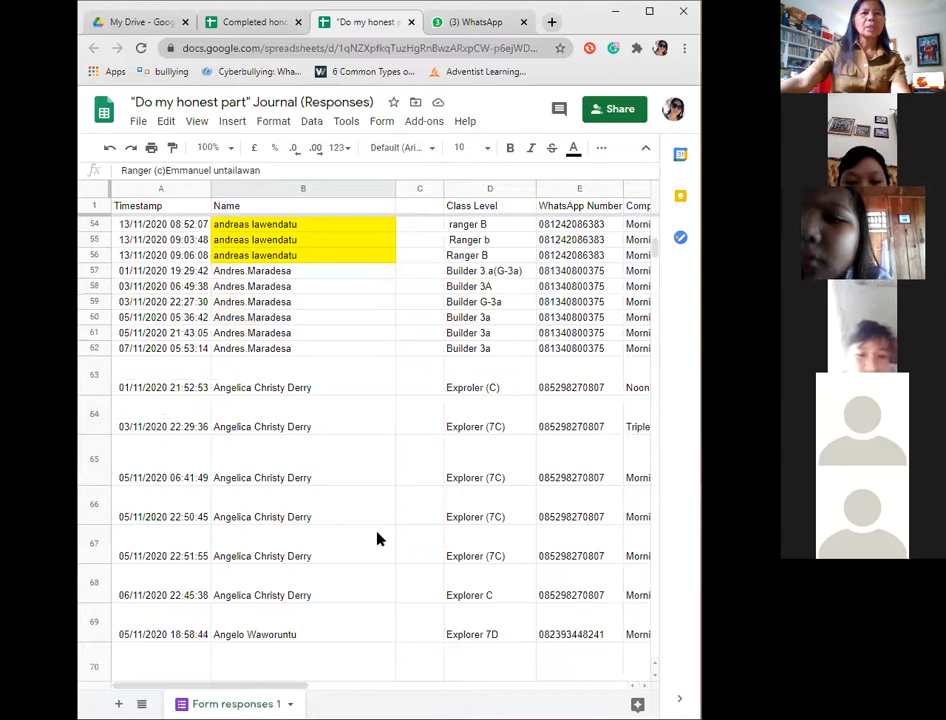 My Drive - Goog
Completed hono
"Do my honest p
(3) WhatsApp
docs.google.com/spreadsheets/d/1qNZXpfkqTuzHgRnBwzARxpCW-p6ejWD...
Apps
bulllying
Cyberbullying: Wha...
6 Common Types o...
Adventist Learning...
"Do my honest part" Journal (Responses)
Share
File Edit View Insert Format Data Tools Form Add-ons Help
100% £ % .0 .00 123 Default (Ari... 10 B I S A
fx Ranger (c)Emmanuel untailawan
A B C D E
1 Timestamp Name Class Level WhatsApp Number Comp
54 13/11/2020 08:52:07 andreas lawendatu ranger B 081242086383 Morni
55 13/11/2020 09:03:48 andreas lawendatu Ranger b 081242086383 Morni
56 13/11/2020 09:06:08 andreas lawendatu Ranger B 081242086383 Morni
57 01/11/2020 19:29:42 Andres.Maradesa Builder 3.a(G-3a) 081340800375 Morni
58 03/11/2020 06:49:38 Andres.Maradesa Builder 3A 081340800375 Morni
59 03/11/2020 22:27:30 Andres.Maradesa Builder G-3a 081340800375 Morni
60 05/11/2020 05:36:42 Andres.Maradesa Builder 3a 081340800375 Morni
61 05/11/2020 21:43:05 Andres.Maradesa Builder 3a 081340800375 Morni
62 07/11/2020 05:53:14 Andres.Maradesa Builder 3a 081340800375 Morni
63 01/11/2020 21:52:53 Angelica Christy Derry Exproler (C) 085298270807 Noon
64 03/11/2020 22:29:36 Angelica Christy Derry Explorer (7C) 085298270807 Triple
65 05/11/2020 06:41:49 Angelica Christy Derry Explorer (7C) 085298270807 Morni
66 05/11/2020 22:50:45 Angelica Christy Derry Explorer (7C) 085298270807 Morni
67 05/11/2020 22:51:55 Angelica Christy Derry Explorer (7C) 085298270807 Morni
68 06/11/2020 22:45:38 Angelica Christy Derry Explorer C 085298270807 Morni
69 05/11/2020 18:58:44 Angelo Waworuntu Explorer 7D 082393448241 Morni
70
Form responses 1